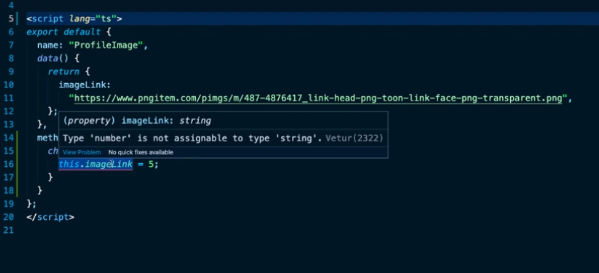 4
5 <script lang="ts">
6 export default {
7 name: "ProfileImage",
8 data() {
9 return {
10 imageLink:
11 "https://www.pngitem.com/pimgs/m/487-4876417_link-head-png-toon-link-face-png-transparent.png",
12 };
13 },
(property) imageLink: string
Type 'number' is not assignable to type 'string'. Vetur(2322)
View Problem No quick fixes available
14 meth
15 ch
16 this.imageLink = 5;
17 }
18 }
19 };
20 </script>
21